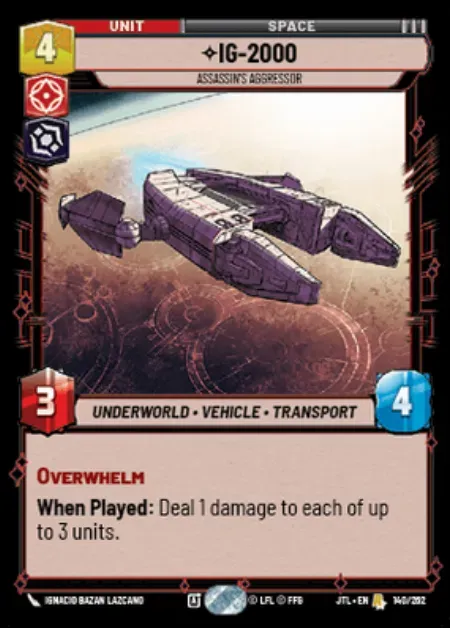 UNIT
SPACE
4
IG-2000
ASSASSIN'S AGGRESSOR
3
UNDERWORLD • VEHICLE • TRANSPORT
4
OVERWHELM
When Played: Deal 1 damage to each of up
to 3 units.
IGNACIO BAZAN LAZCANO
A
© LFL © FFG
JTL • EN
140/262